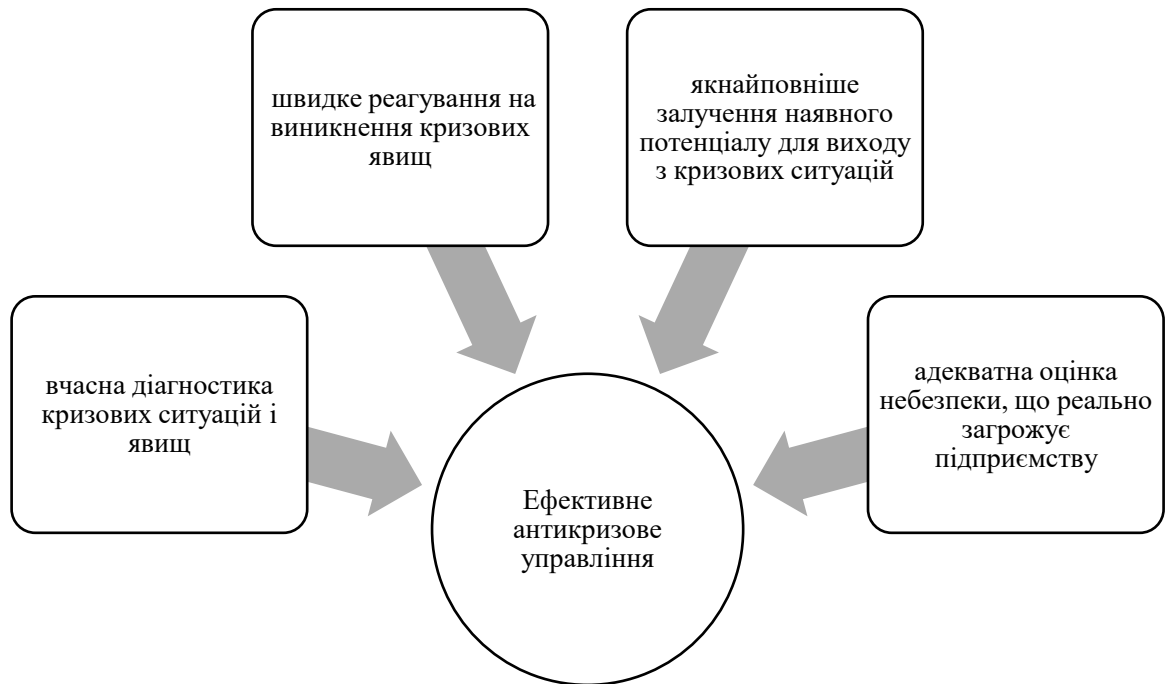 швидке реагування на
виникнення кризових
явищ
якнайповніше
залучення наявного
потенціалу для виходу
з кризових ситуацій
вчасна діагностика
кризових ситуацій і
явищ
адекватна оцінка
небезпеки, що реально
загрожує
підприємству
Ефективне
антикризове
управління